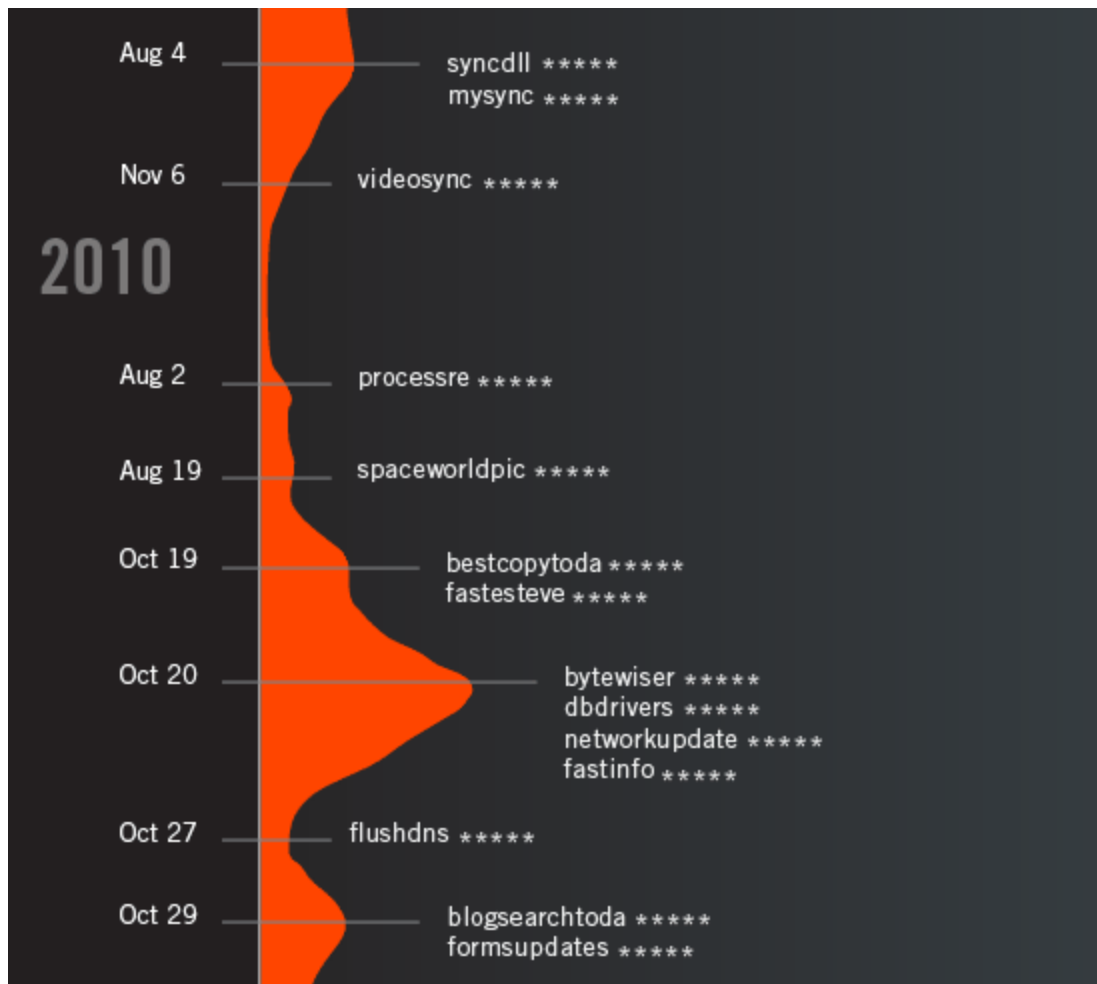 Aug 4
syncdll *****
mysync *****
Nov 6
videosync *****
2010
Aug 2
processre *****
Aug 19
spaceworldpic *****
Oct 19
bestcopytoda *****
fastesteve *****
Oct 20
bytewiser *****
dbdrivers *****
networkupdate *****
fastinfo *****
Oct 27
flushdns *****
Oct 29
blogsearchtoda *****
formsupdates *****